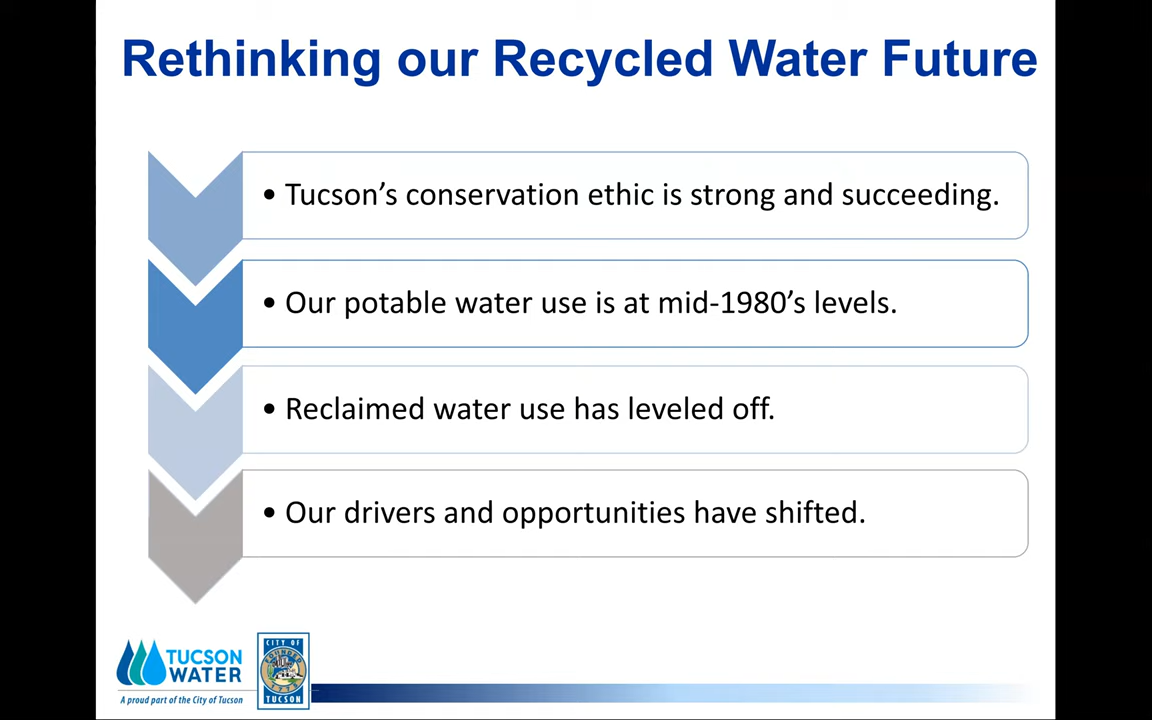 Rethinking our Recycled Water Future
• Tucson’s conservation ethic is strong and succeeding.
• Our potable water use is at mid-1980’s levels.
• Reclaimed water use has leveled off.
• Our drivers and opportunities have shifted.
TUCSON
WATER
A proud part of the City of Tucson
CITY OF
FOUNDED
1775
TUCSON